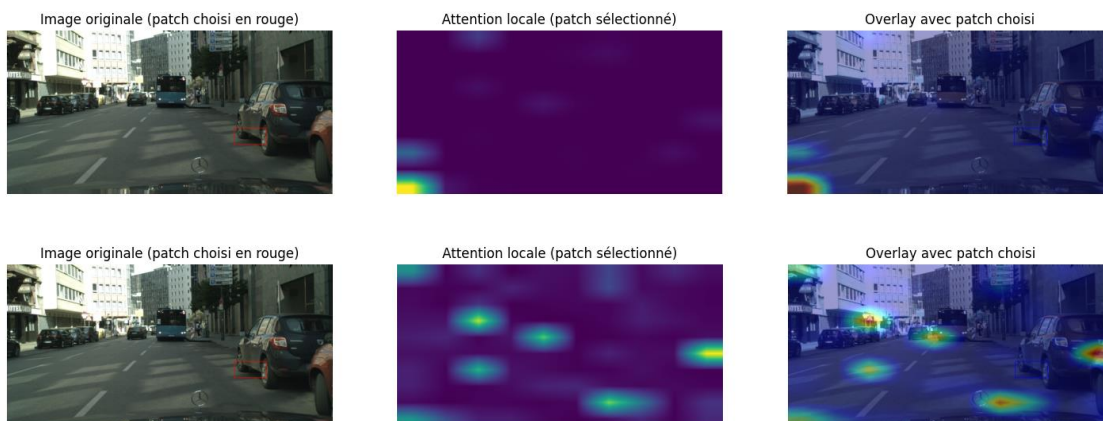 Image originale (patch choisi en rouge)
Attention locale (patch sélectionné)
Overlay avec patch choisi
Image originale (patch choisi en rouge)
Attention locale (patch sélectionné)
Overlay avec patch choisi